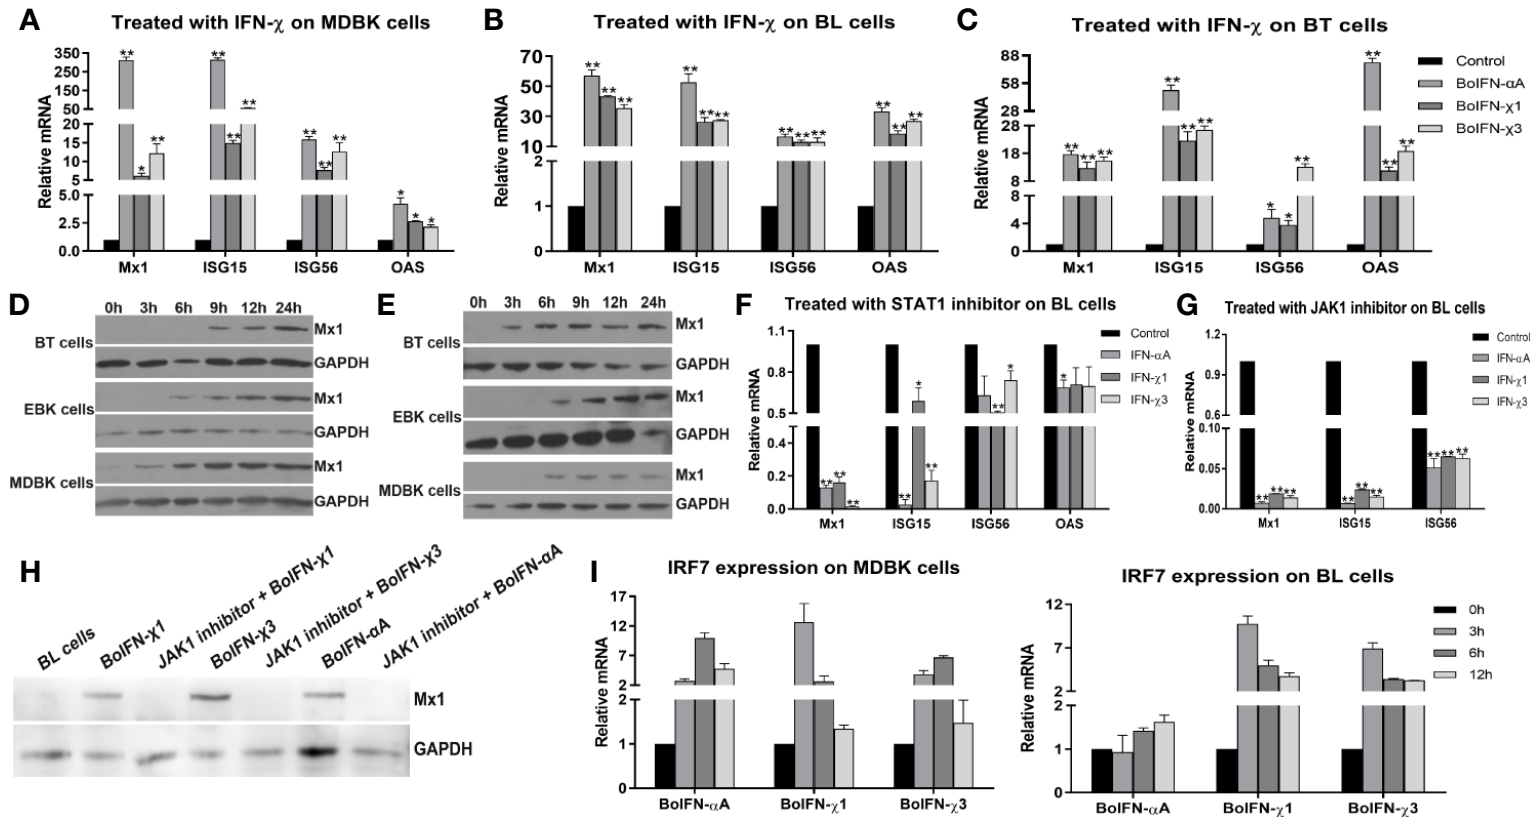 A
Treated with IFN-χ on MDBK cells
Relative mRNA
350
250
150
50
20
15
10
5
5.0
2.5
0.0
** ** * ** ** ** ** ** ** ** * * *
Mx1 ISG15 ISG56 OAS
B
Treated with IFN-χ on BL cells
Relative mRNA
70
50
30
10
2
1
0
** ** ** ** ** ** ** ** ** ** ** **
Mx1 ISG15 ISG56 OAS
C
Treated with IFN-χ on BT cells
Relative mRNA
88
58
28
28
18
8
8
4
0
** ** ** ** ** ** * * ** ** ** **
Mx1 ISG15 ISG56 OAS
Control
BoIFN-αA
BoIFN-χ1
BoIFN-χ3
D
0h 3h 6h 9h 12h 24h
BT cells
Mx1
GAPDH
EBK cells
Mx1
GAPDH
MDBK cells
Mx1
GAPDH
E
0h 3h 6h 9h 12h 24h
BT cells
Mx1
GAPDH
EBK cells
Mx1
GAPDH
MDBK cells
Mx1
GAPDH
F
Treated with STAT1 inhibitor on BL cells
Relative mRNA
1.1
0.8
0.5
0.4
0.2
0.0
** ** ** ** * ** ** * *
Mx1 ISG15 ISG56 OAS
Control
IFN-αA
IFN-χ1
IFN-χ3
G
Treated with JAK1 inhibitor on BL cells
Relative mRNA
1.2
0.9
0.6
0.10
0.05
0.00
** ** ** ** ** ** ** ** **
Mx1 ISG15 ISG56
Control
IFN-αA
IFN-χ1
IFN-χ3
H
BL cells
BoIFN-χ1
JAK1 inhibitor + BoIFN-χ1
BoIFN-χ3
JAK1 inhibitor + BoIFN-χ3
BoIFN-αA
JAK1 inhibitor + BoIFN-αA
Mx1
GAPDH
I
IRF7 expression on MDBK cells
Relative mRNA
17
12
7
2
2
1
0
BoIFN-αA BoIFN-χ1 BoIFN-χ3
IRF7 expression on BL cells
Relative mRNA
12
7
2
2
1
0
BoIFN-αA BoIFN-χ1 BoIFN-χ3
0h
3h
6h
12h